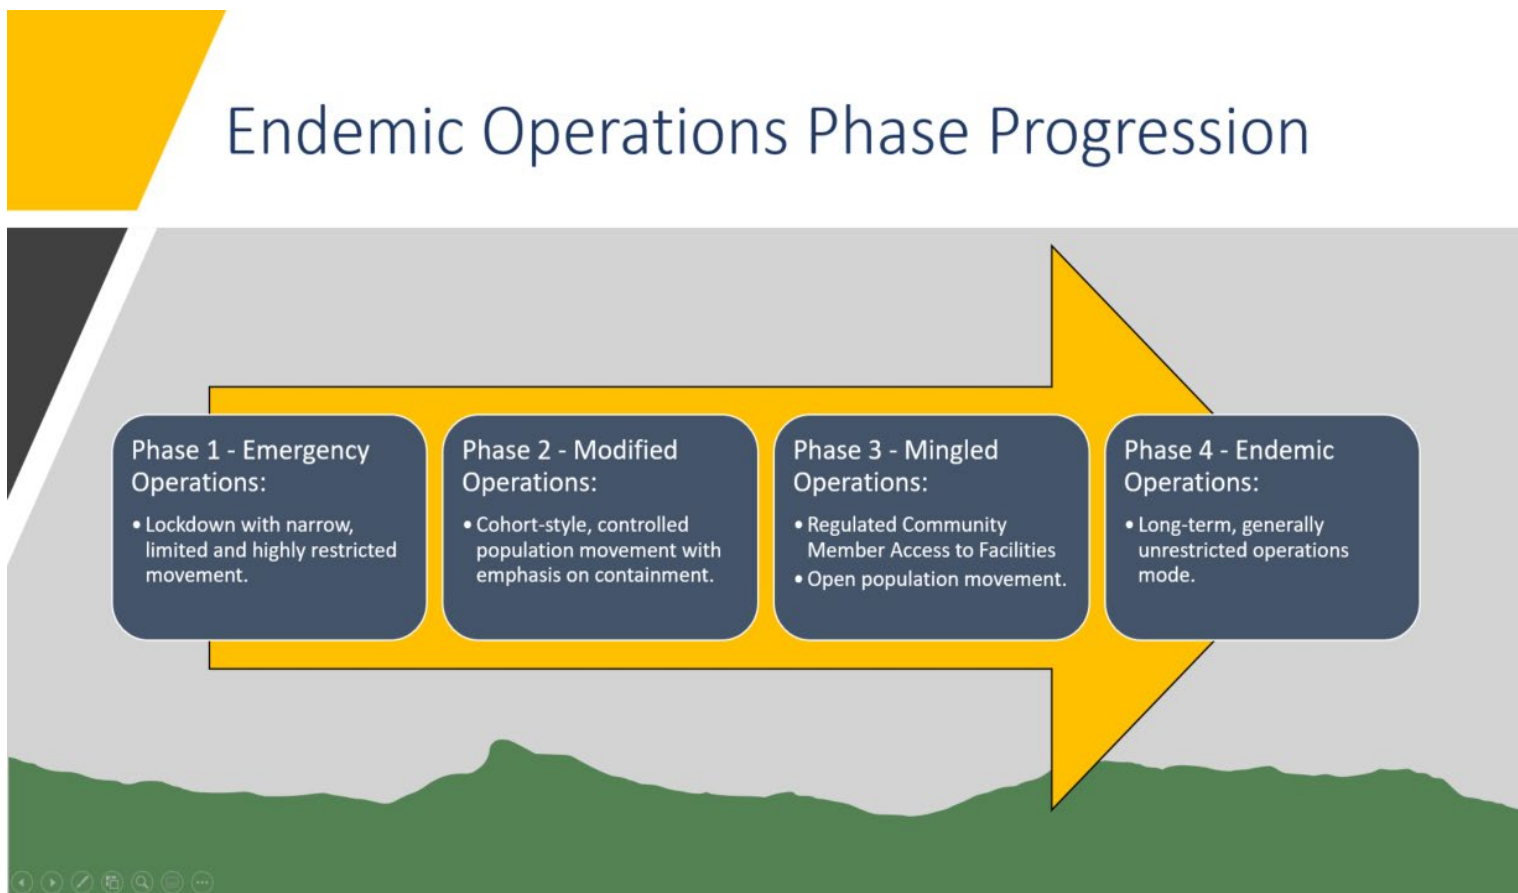 Endemic Operations Phase Progression
Phase 1 - Emergency
Operations:
• Lockdown with narrow,
limited and highly restricted
movement.
Phase 2 - Modified
Operations:
• Cohort-style, controlled
population movement with
emphasis on containment.
Phase 3 - Mingled
Operations:
• Regulated Community
Member Access to Facilities
• Open population movement.
Phase 4 - Endemic
Operations:
• Long-term, generally
unrestricted operations
mode.